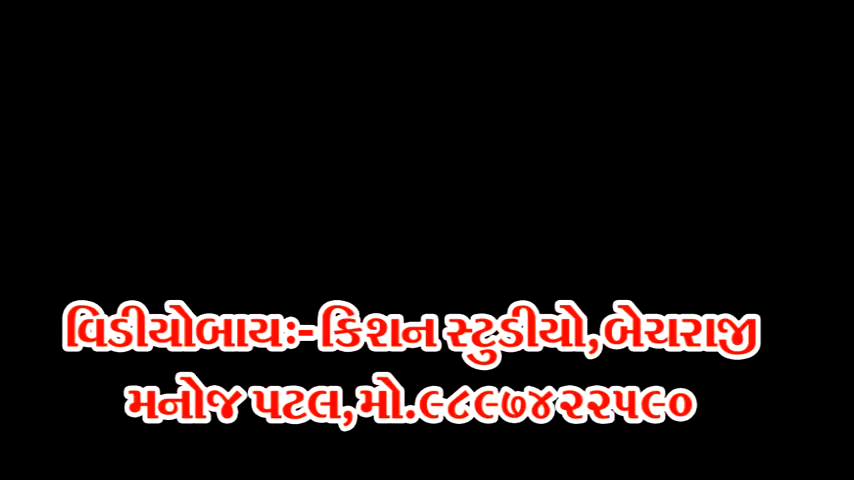 વિડીયોબાયઃ- કિશન સ્ટુડીયો,બેચરાજી
મનોજ પટલ,મો.૯૮૯૭૪૨૨૫૯૦